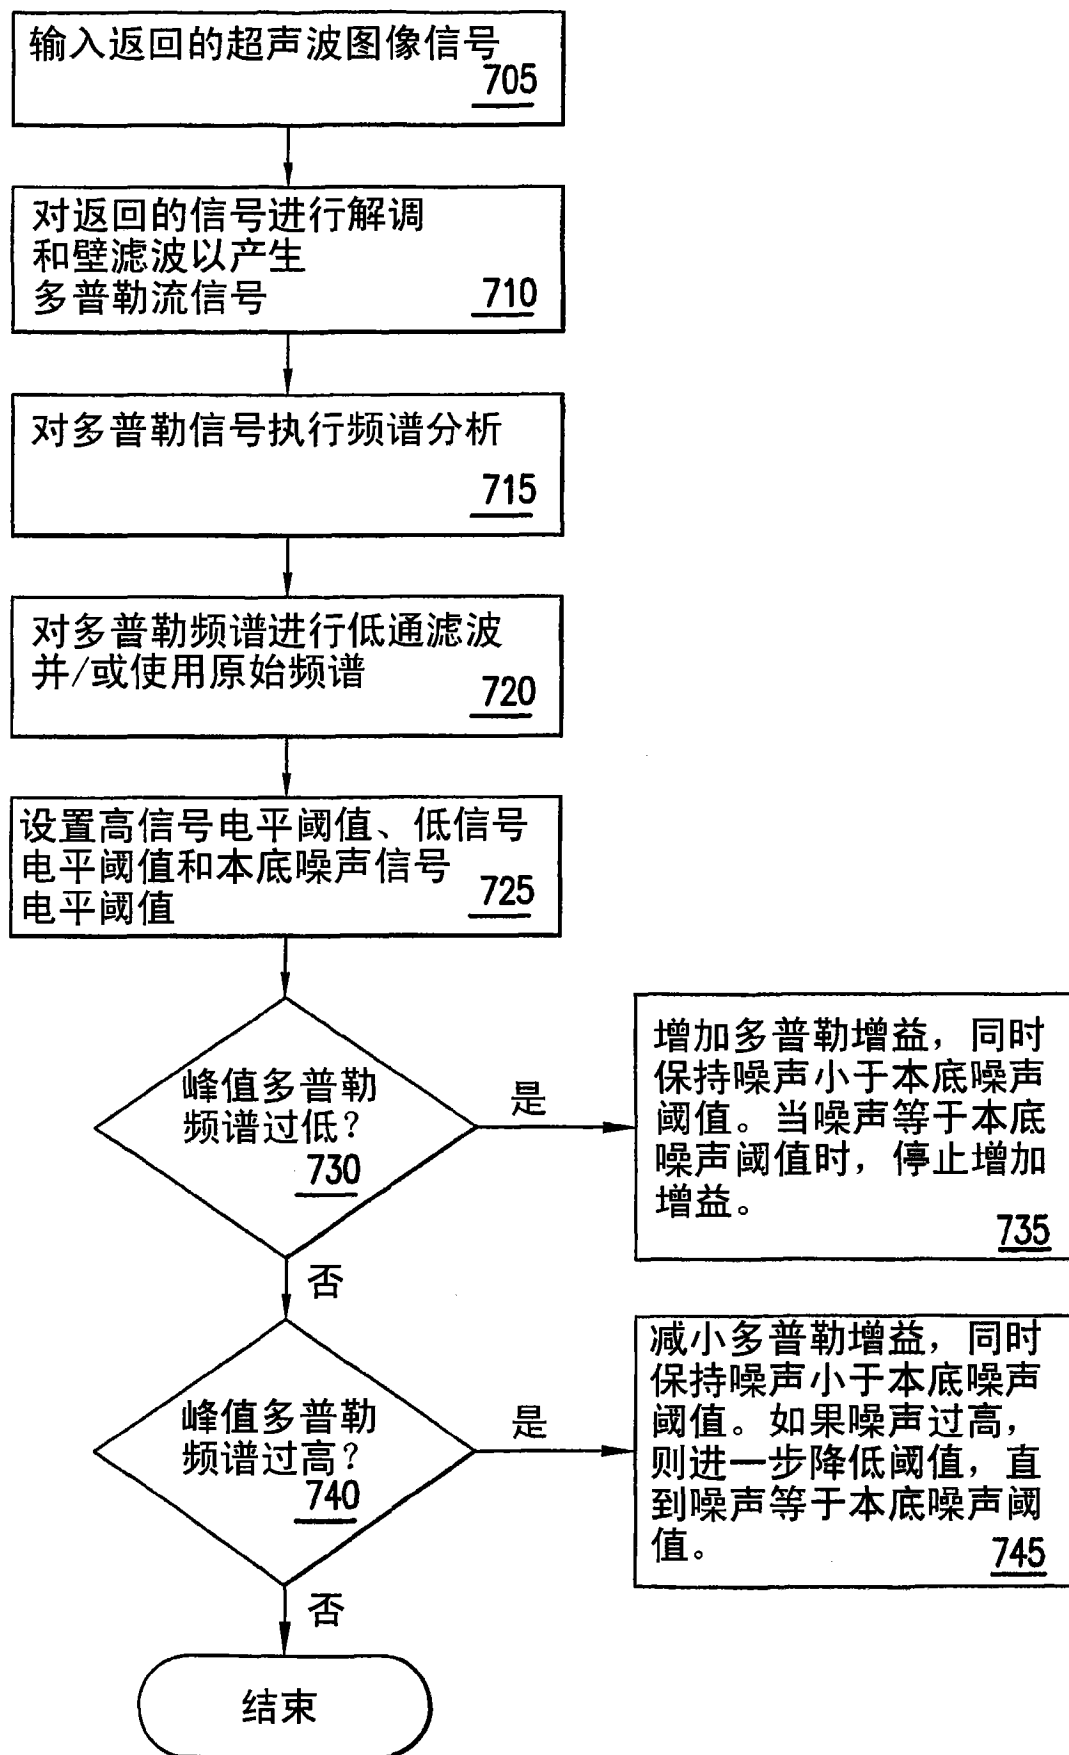 输入返回的超声波图像信号
705
对返回的信号进行解调
和壁滤波以产生
多普勒流信号
710
对多普勒信号执行频谱分析
715
对多普勒频谱进行低通滤波
并/或使用原始频谱
720
设置高信号电平阈值、低信号
电平阈值和本底噪声信号
电平阈值
725
峰值多普勒
频谱过低?
730
是
增加多普勒增益,同时
保持噪声小于本底噪声
阈值。当噪声等于本底
噪声阈值时,停止增加
增益。
735
否
峰值多普勒
频谱过高?
740
是
减小多普勒增益,同时
保持噪声小于本底噪声
阈值。如果噪声过高,
则进一步降低阈值,直
到噪声等于本底噪声阈
值。
745
否
结束